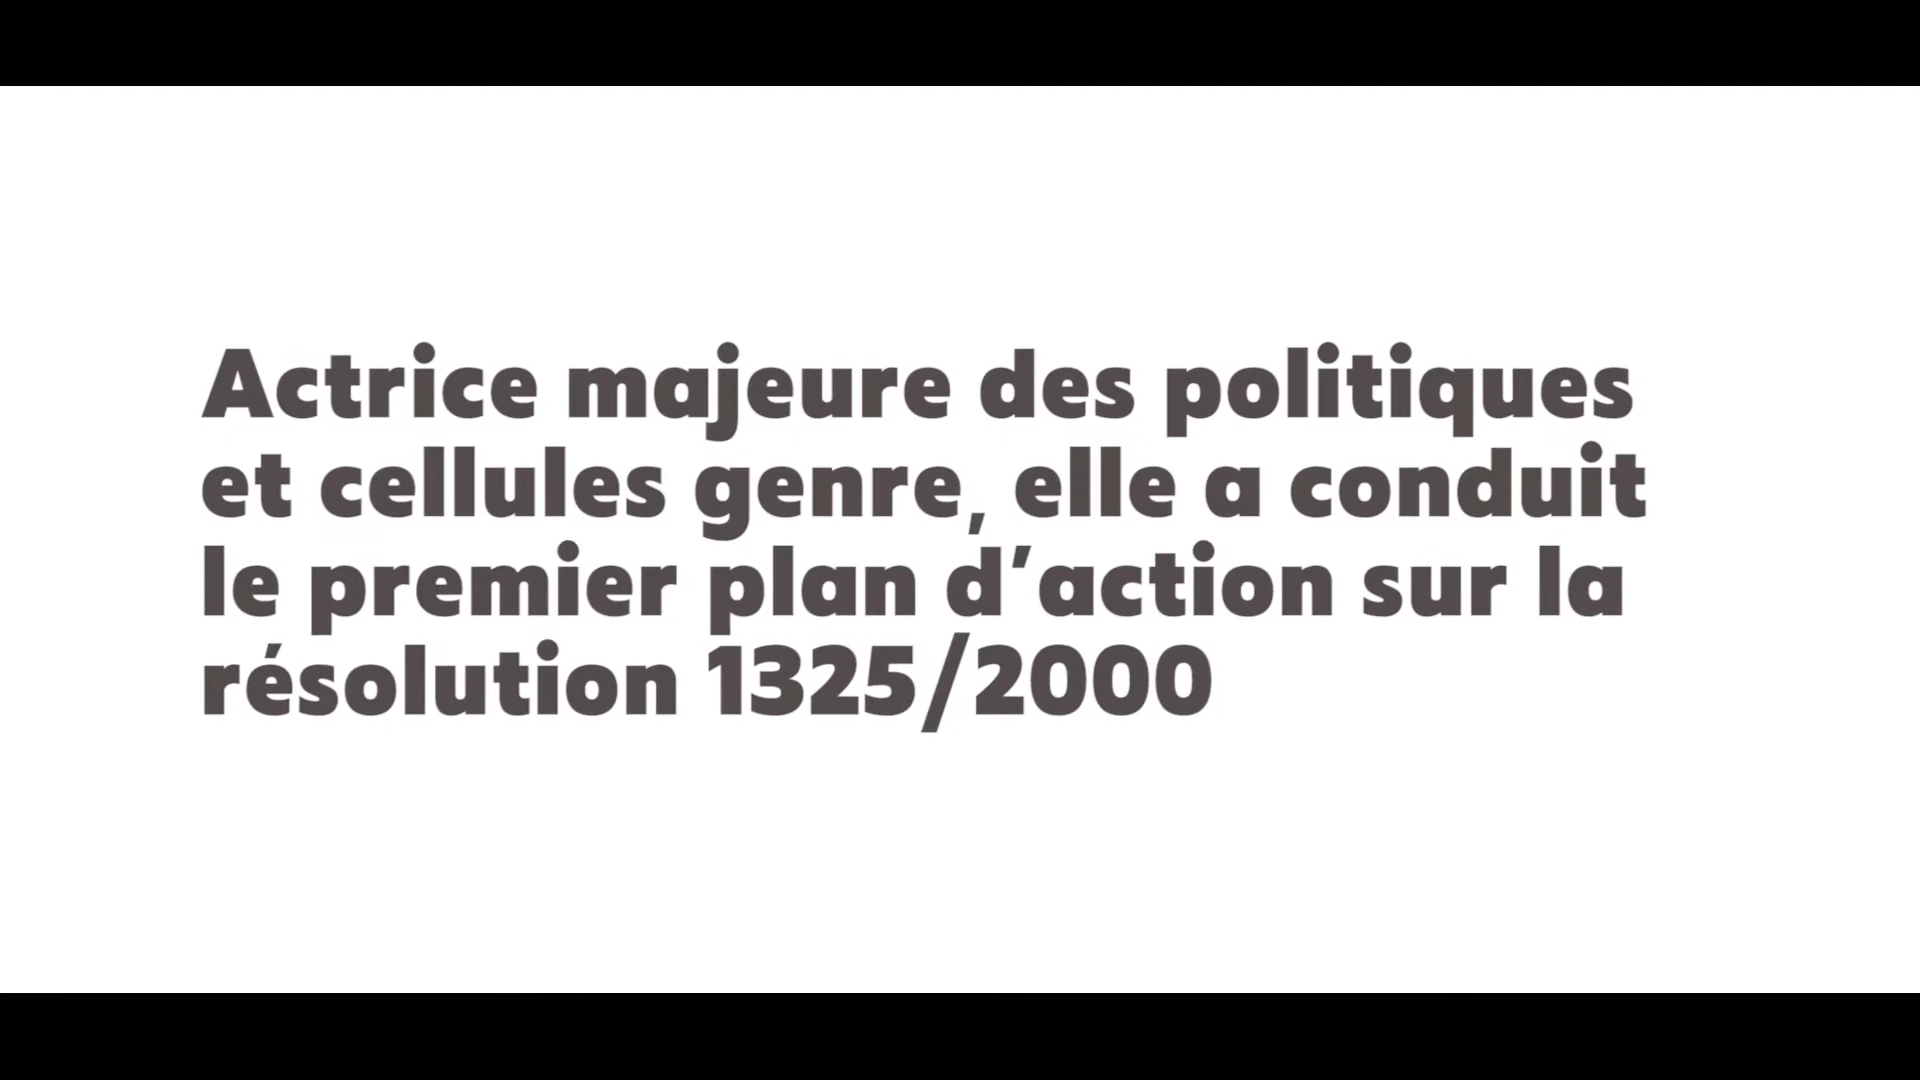 Actrice majeure des politiques
et cellules genre, elle a conduit
le premier plan d’action sur la
résolution 1325/2000